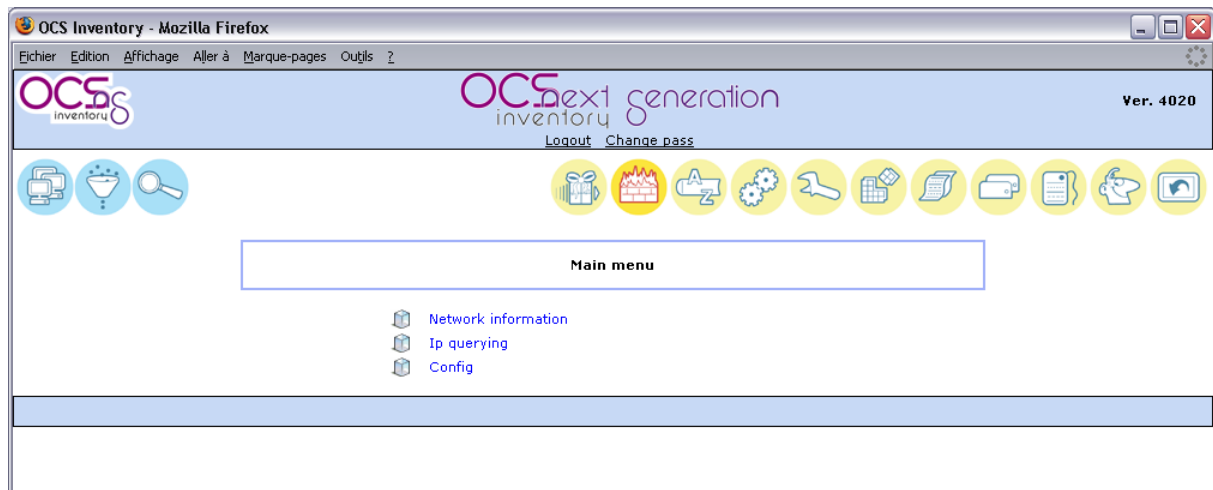 OCS Inventory - Mozilla Firefox
Fichier Edition Affichage Aller à Marque-pages Outils ?
OCS ng
inventory
OCS next generation
inventory
Ver. 4020
Logout Change pass
A
Z
Main menu
Network information
Ip querying
Config